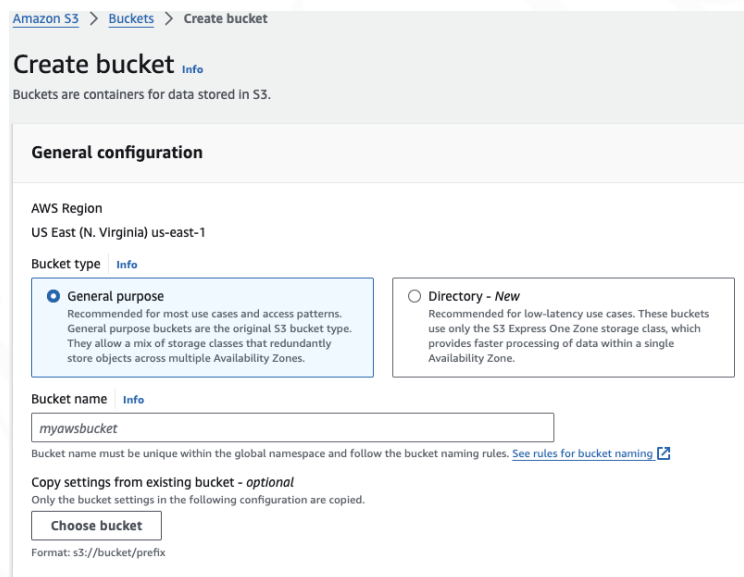 Amazon S3 > Buckets > Create bucket
Create bucket Info
Buckets are containers for data stored in S3.
General configuration
AWS Region
US East (N. Virginia) us-east-1
Bucket type Info
General purpose
Recommended for most use cases and access patterns.
General purpose buckets are the original S3 bucket type.
They allow a mix of storage classes that redundantly
store objects across multiple Availability Zones.
Directory - New
Recommended for low-latency use cases. These buckets
use only the S3 Express One Zone storage class, which
provides faster processing of data within a single
Availability Zone.
Bucket name Info
myawsbucket
Bucket name must be unique within the global namespace and follow the bucket naming rules. See rules for bucket naming
Copy settings from existing bucket - optional
Only the bucket settings in the following configuration are copied.
Choose bucket
Format: s3://bucket/prefix